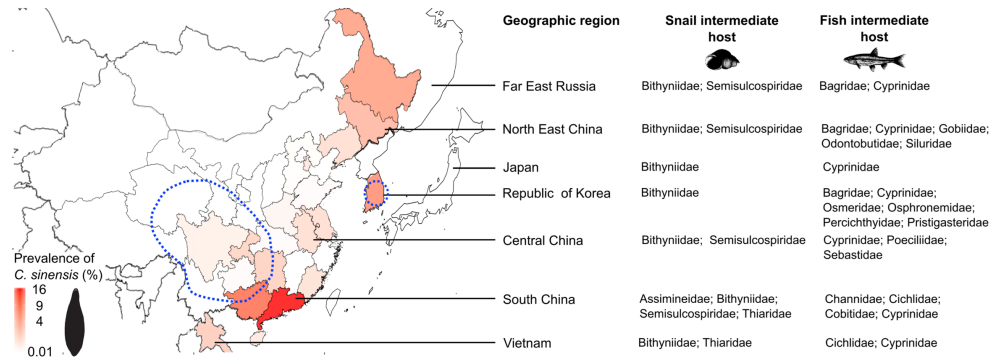 Geographic region
Snail intermediate host
Fish intermediate host
Far East Russia
Bithyniidae; Semisulcospiridae
Bagridae; Cyprinidae
North East China
Bithyniidae; Semisulcospiridae
Bagridae; Cyprinidae; Gobiidae;
Odontobutidae; Siluridae
Japan
Bithyniidae
Cyprinidae
Republic of Korea
Bithyniidae
Bagridae; Cyprinidae;
Osmeridae; Osphronemidae;
Percichthyidae; Pristigasteridae
Central China
Bithyniidae; Semisulcospiridae
Cyprinidae; Poeciliidae;
Sebastidae
South China
Assimineidae; Bithyniidae;
Semisulcospiridae; Thiaridae
Channidae; Cichlidae;
Cobitidae; Cyprinidae
Vietnam
Bithyniidae; Thiaridae
Cichlidae; Cyprinidae
Prevalence of
C. sinensis (%)
16
9
4
0.01